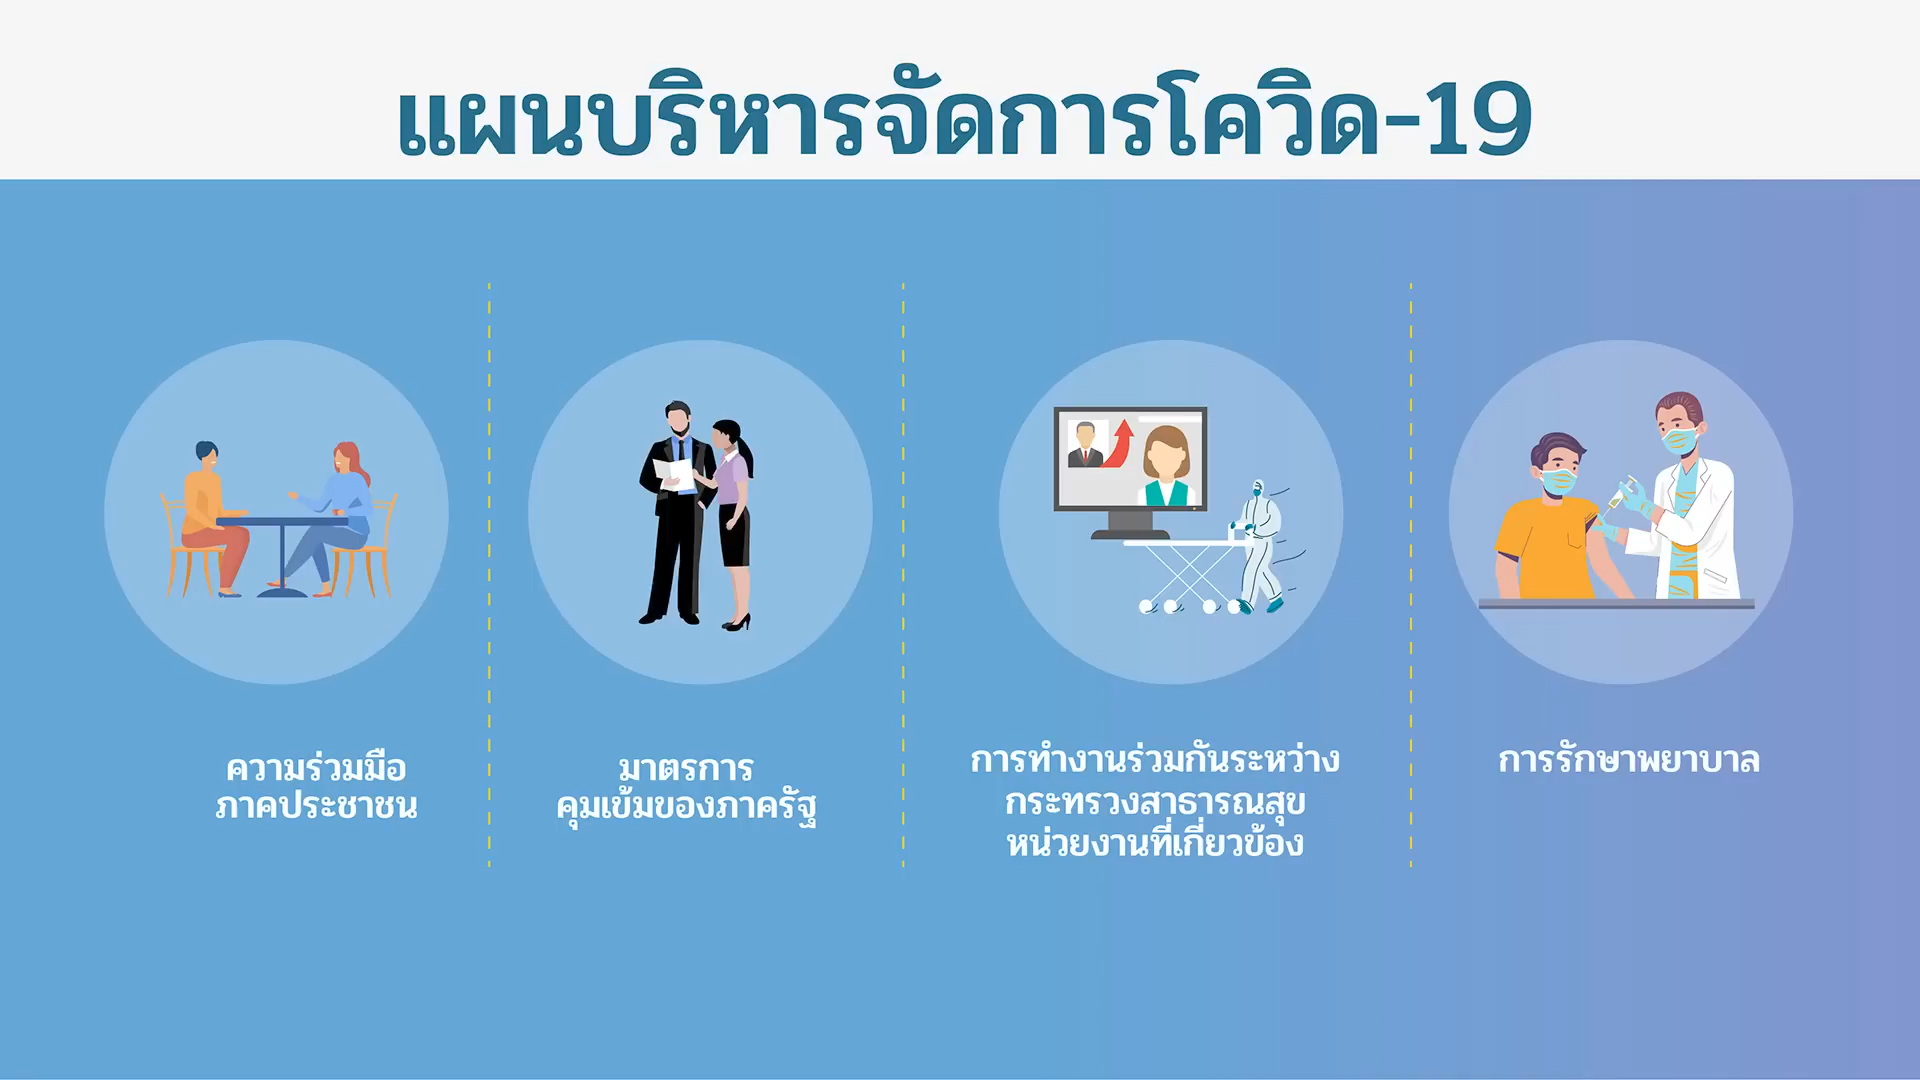 แผนบริหารจัดการโควิด-19
ความร่วมมือ
ภาคประชาชน
มาตรการ
คุมเข้มของภาครัฐ
การทำงานร่วมกันระหว่าง
กระทรวงสาธารณสุข
หน่วยงานที่เกี่ยวข้อง
การรักษาพยาบาล